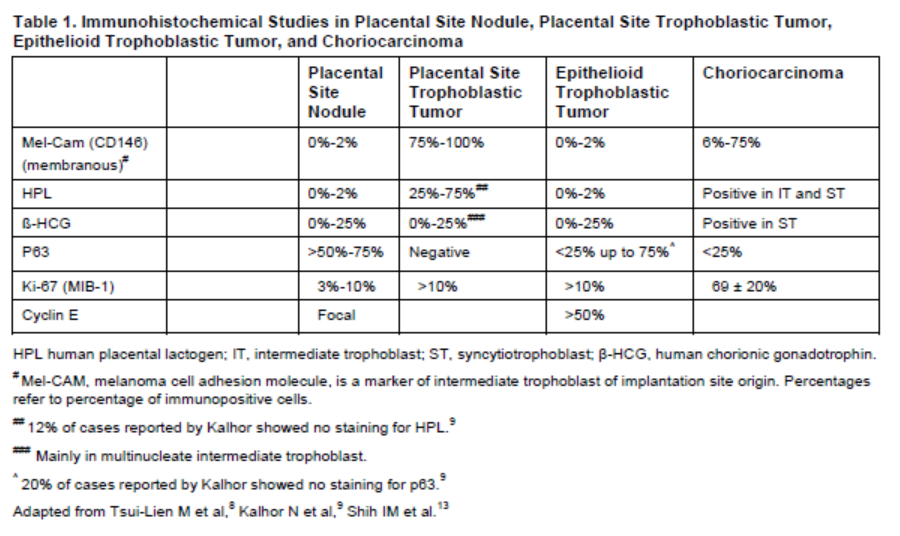 Table 1. Immunohistochemical Studies in Placental Site Nodule, Placental Site Trophoblastic Tumor,
Epithelioid Trophoblastic Tumor, and Choriocarcinoma
Placental Site Nodule Placental Site Trophoblastic Tumor Epithelioid Trophoblastic Tumor Choriocarcinoma
Mel-Cam (CD146) (membranous)# 0%-2% 75%-100% 0%-2% 6%-75%
HPL 0%-2% 25%-75%## 0%-2% Positive in IT and ST
ß-HCG 0%-25% 0%-25%### 0%-25% Positive in ST
P63 >50%-75% Negative <25% up to 75%^ <25%
Ki-67 (MIB-1) 3%-10% >10% >10% 69 ± 20%
Cyclin E Focal >50%
HPL human placental lactogen; IT, intermediate trophoblast; ST, syncytiotrophoblast; β-HCG, human chorionic gonadotrophin.
#Mel-CAM, melanoma cell adhesion molecule, is a marker of intermediate trophoblast of implantation site origin. Percentages
refer to percentage of immunopositive cells.
## 12% of cases reported by Kalhor showed no staining for HPL.9
### Mainly in multinucleate intermediate trophoblast.
^ 20% of cases reported by Kalhor showed no staining for p63.9
Adapted from Tsui-Lien M et al,8 Kalhor N et al,9 Shih IM et al.13